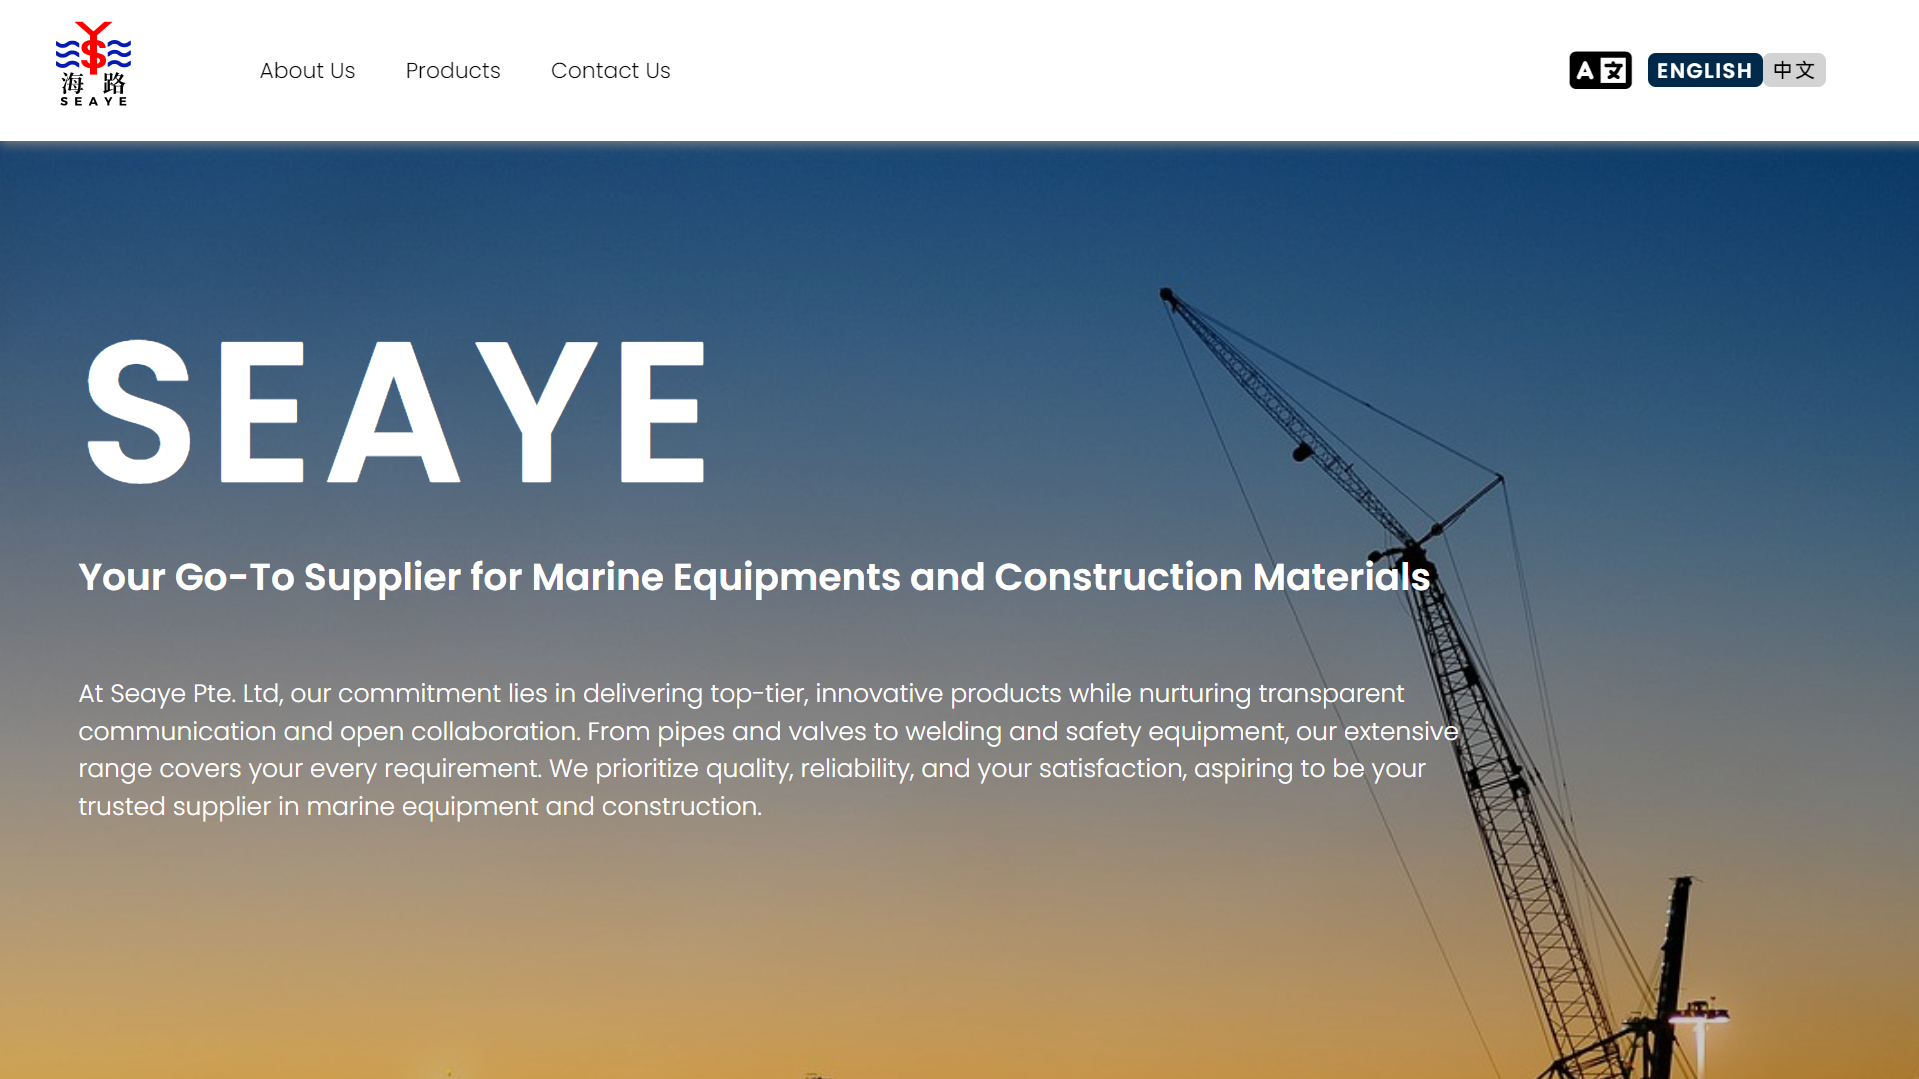 海 路
SEAYE
About Us
Products
Contact Us
A 文
ENGLISH
中文
SEAYE
Your Go-To Supplier for Marine Equipments and Construction Materials
At Seaye Pte. Ltd, our commitment lies in delivering top-tier, innovative products while nurturing transparent
communication and open collaboration. From pipes and valves to welding and safety equipment, our extensive
range covers your every requirement. We prioritize quality, reliability, and your satisfaction, aspiring to be your
trusted supplier in marine equipment and construction.